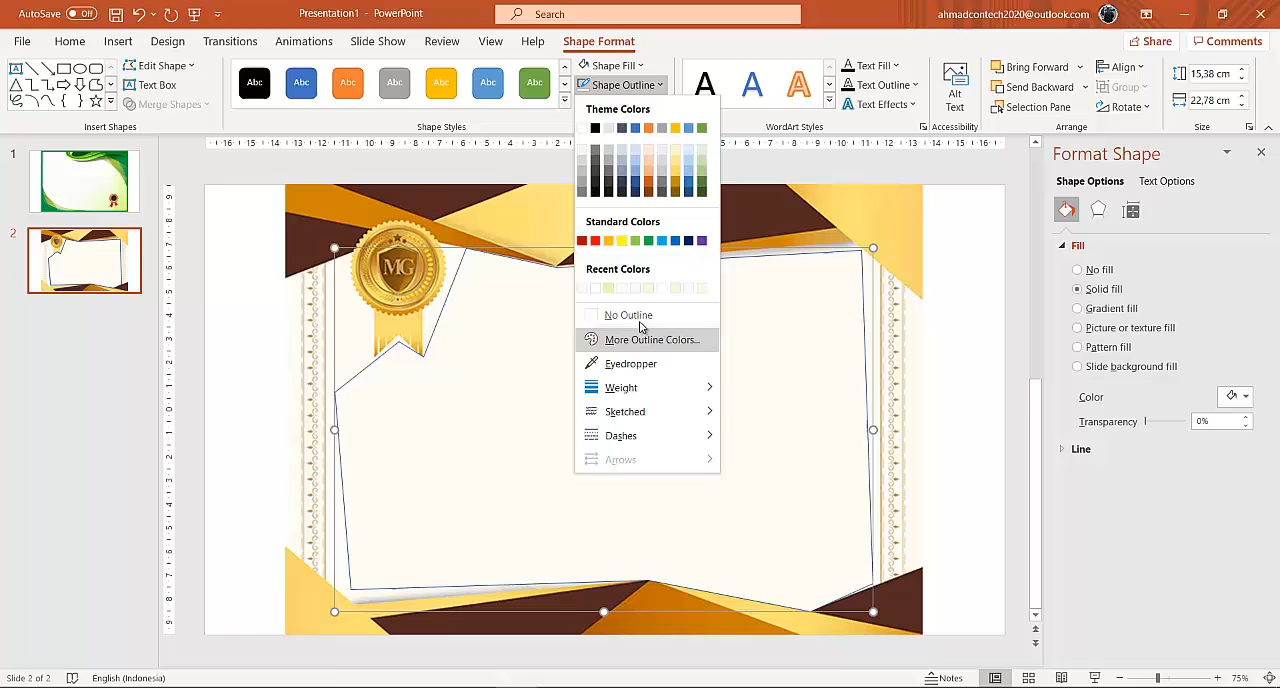 AutoSave Off
Presentation1 - PowerPoint
Search
ahmadcontech2020@outlook.com
File Home Insert Design Transitions Animations Slide Show Review View Help Shape Format
Share Comments
Edit Shape
Text Box
Merge Shapes
Insert Shapes
Abc Abc Abc Abc Abc Abc Abc
Shape Styles
Shape Fill
Shape Outline
A A A
Text Fill
Text Outline
Text Effects
WordArt Styles
Alt
Text
Accessibility
Bring Forward
Send Backward
Selection Pane
Align
Group
Rotate
Arrange
15,38 cm
22,78 cm
Size
Theme Colors
Standard Colors
Recent Colors
No Outline
More Outline Colors...
Eyedropper
Weight
Sketched
Dashes
Arrows
1
2
MG
Format Shape
Shape Options Text Options
Fill
No fill
Solid fill
Gradient fill
Picture or texture fill
Pattern fill
Slide background fill
Color
Transparency 0%
Line
Slide 2 of 2
English (Indonesia)
Notes
75%